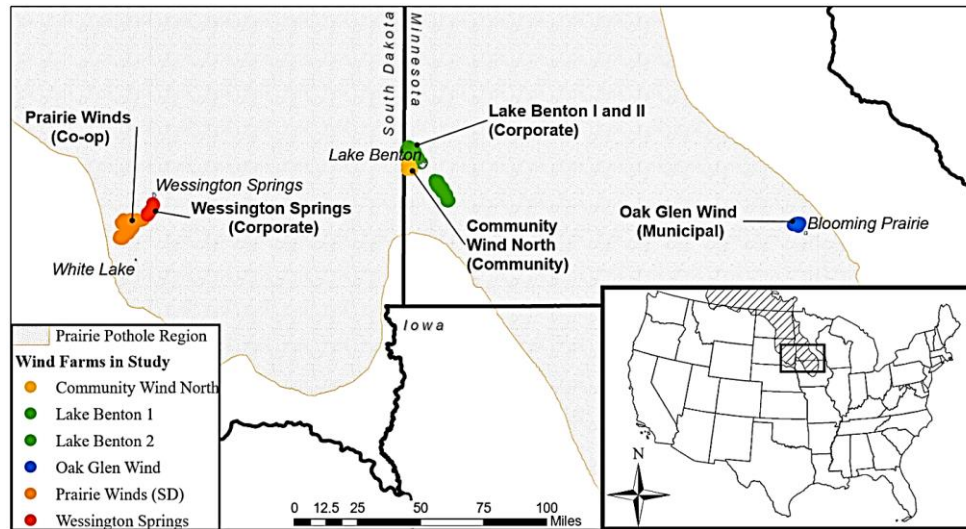 South Dakota
Minnesota
Prairie Winds
(Co-op)
Wessington Springs
Wessington Springs
(Corporate)
White Lake
Lake Benton I and II
(Corporate)
Lake Benton
Community
Wind North
(Community)
Oak Glen Wind
(Municipal)
Blooming Prairie
Iowa
Prairie Pothole Region
Wind Farms in Study
Community Wind North
Lake Benton 1
Lake Benton 2
Oak Glen Wind
Prairie Winds (SD)
Wessington Springs
0 12.5 25 50 75 100
Miles
N